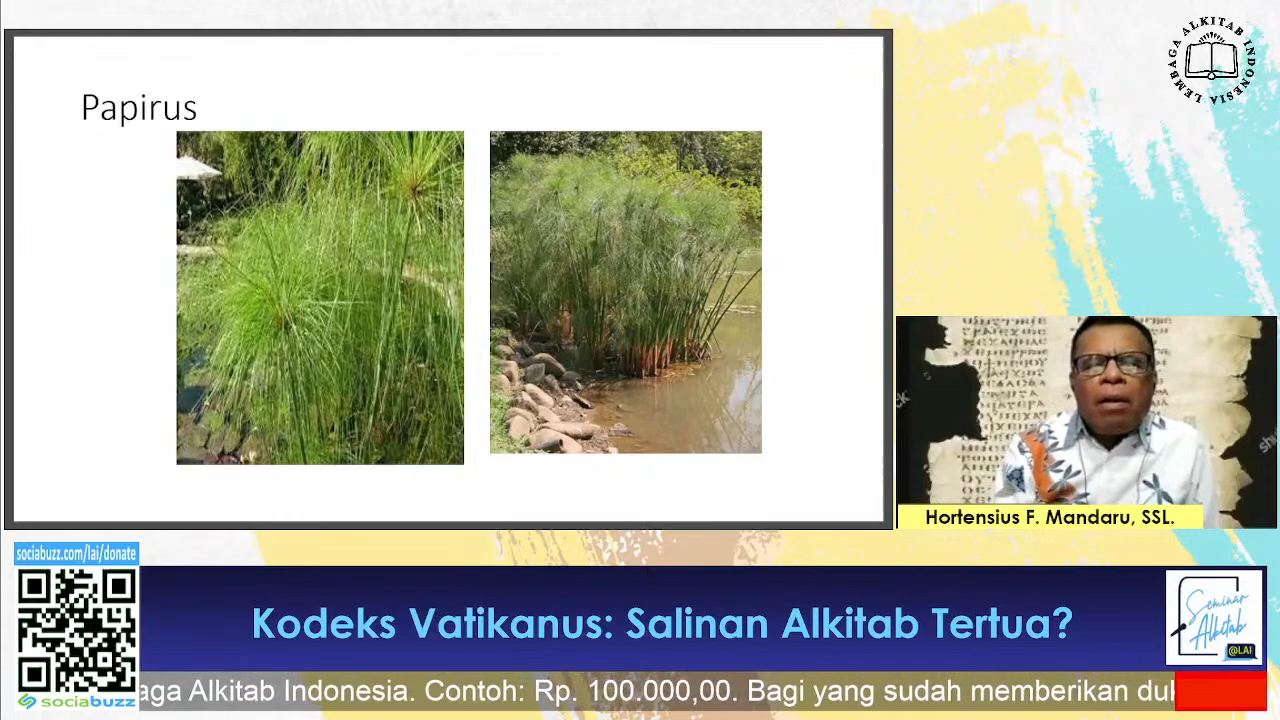 Papirus
LEMBAGA ALKITAB INDONESIA
Hortensius F. Mandaru, SSL.
sociabuzz.com/lai/donate
Kodeks Vatikanus: Salinan Alkitab Tertua?
Seminar
Alkitab
@LAI
sociabuzz
aga Alkitab Indonesia. Contoh: Rp. 100.000,00. Bagi yang sudah memberikan du